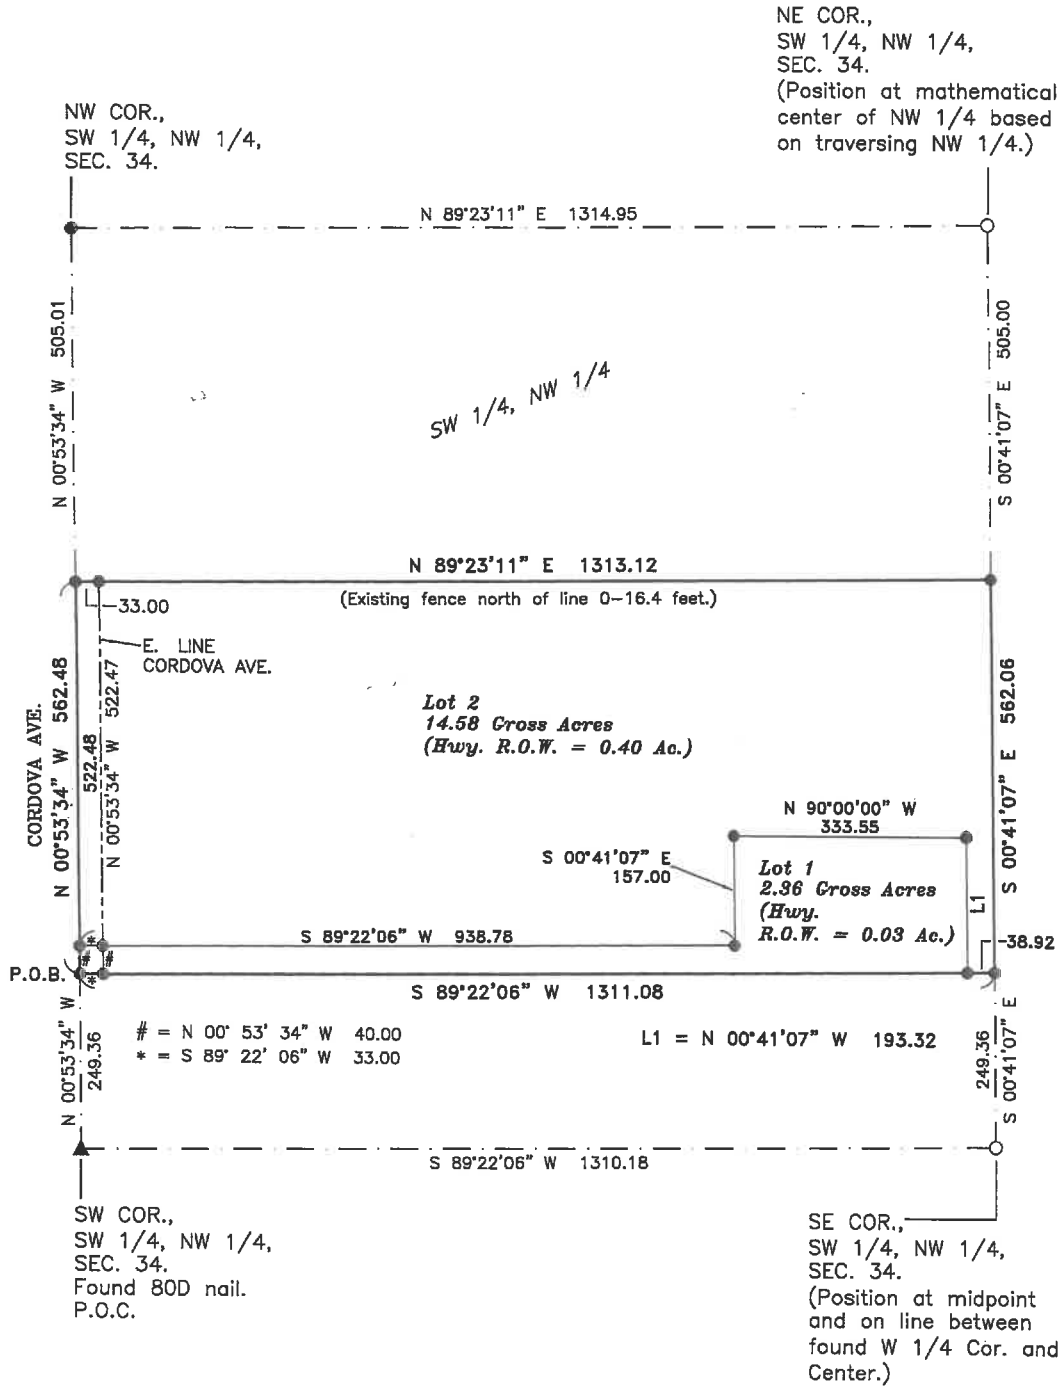 NE COR.,
SW 1/4, NW 1/4,
SEC. 34.
(Position at mathematical
center of NW 1/4 based
on traversing NW 1/4.)
NW COR.,
SW 1/4, NW 1/4,
SEC. 34.
N 89°23'11" E 1314.95
N 00°53'34" W 505.01
S 00°41'07" E 505.00
SW 1/4, NW 1/4
N 89°23'11" E 1313.12
(Existing fence north of line 0-16.4 feet.)
33.00
E. LINE
CORDOVA AVE.
CORDOVA AVE.
N 00°53'34" W 562.48
522.48
N 00°53'34" W 522.47
Lot 2
14.58 Gross Acres
(Hwy. R.O.W. = 0.40 Ac.)
S 00°41'07" E 562.06
N 90°00'00" W
333.55
S 00°41'07" E
157.00
Lot 1
2.36 Gross Acres
(Hwy.
R.O.W. = 0.03 Ac.)
L1
38.92
S 89°22'06" W 938.78
*
# #
*
P.O.B.
S 89°22'06" W 1311.08
# = N 00° 53' 34" W 40.00
* = S 89° 22' 06" W 33.00
L1 = N 00°41'07" W 193.32
N 00°53'34" W
249.36
249.36
S 00°41'07" E
S 89°22'06" W 1310.18
SW COR.,
SW 1/4, NW 1/4,
SEC. 34.
Found 80D nail.
P.O.C.
SE COR.,
SW 1/4, NW 1/4,
SEC. 34.
(Position at midpoint
and on line between
found W 1/4 Cor. and
Center.)